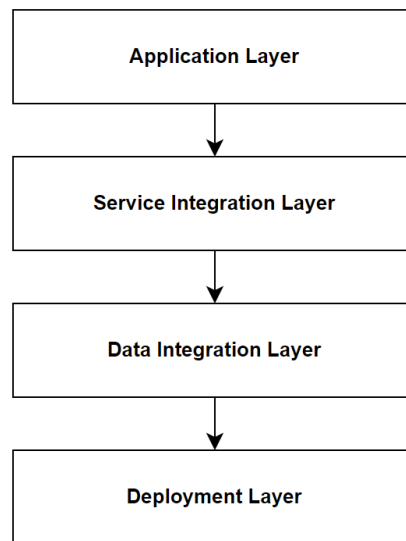 Application Layer
Service Integration Layer
Data Integration Layer
Deployment Layer